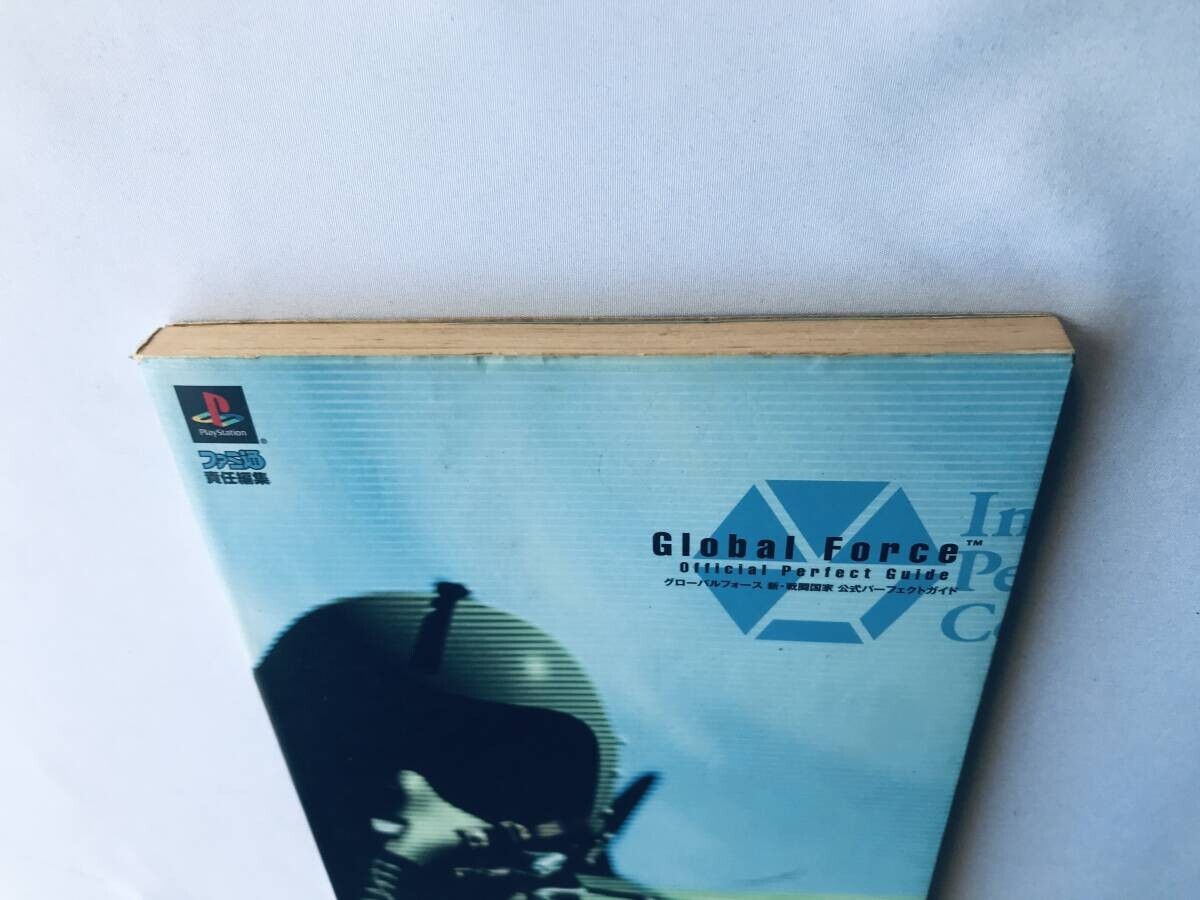 PlayStation
ファミ通
責任編集
Global Force™
Official Perfect Guide
グローバルフォース 新・戦闘国家 公式パーフェクトガイド